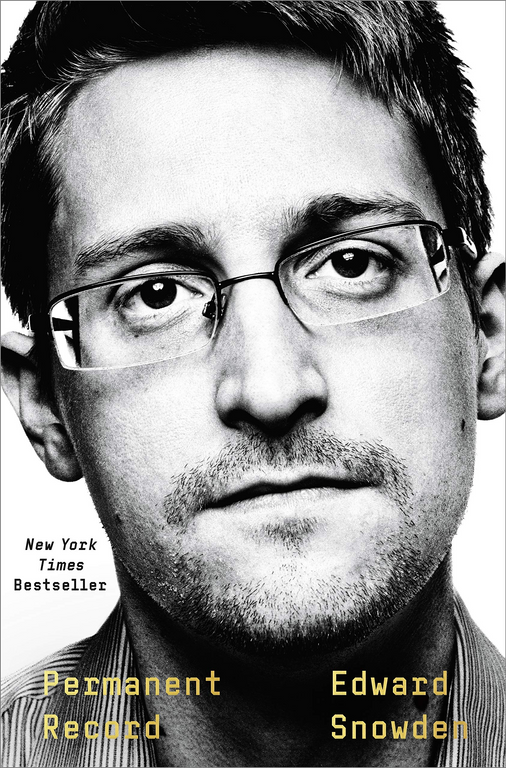 New York
Times
Bestseller
Permanent
Record
Edward
Snowden